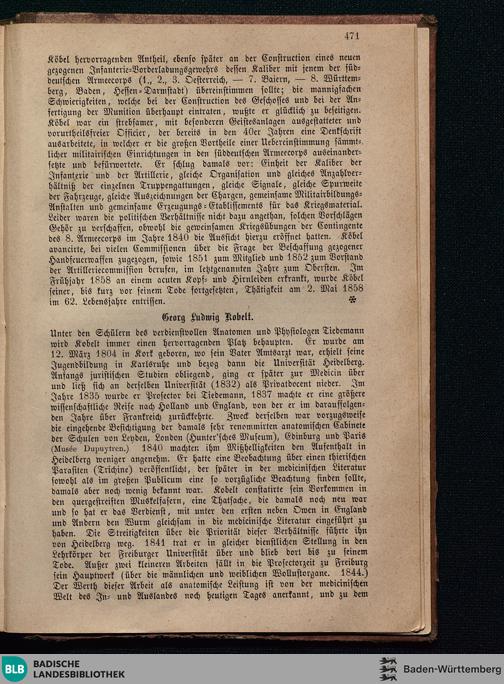 471
Köbel hervorragenden Antheil, ebenso später an der Construction eines neuen
gezogenen Infanterie-Vorderladungsgewehrs dessen Kaliber mit jenem der süd-
deutschen Armeecorps (1., 2., 3. Oesterreich, — 7. Baiern, — 8. Württem-
berg, Baden, Hessen-Darmstadt) übereinstimmen sollte; die mannigfachen
Schwierigkeiten, welche bei der Construction des Geschosses und bei der An-
fertigung der Munition überhaupt eintraten, wußte er glücklich zu beseitigen.
Köbel war ein strebsamer, mit besonderen Geistesanlagen ausgestatteter und
vorurtheilsfreier Officier, der bereits in den 40er Jahren eine Denkschrift
ausarbeitete, in welcher er die großen Vortheile einer Uebereinstimmung sämmt-
licher militairischen Einrichtungen in den süddeutschen Armeecorps auseinander-
setzte und befürwortete. Er schlug damals vor: Einheit der Kaliber der
Infanterie und der Artillerie, gleiche Organisation und gleiches Anzahlver-
hältniß der einzelnen Truppengattungen, gleiche Signale, gleiche Spurweite
der Fahrzeuge, gleiche Auszeichnungen der Chargen, gemeinsame Militairbildungs-
Anstalten und gemeinsame Erzeugungs-Etablissements für das Kriegsmaterial.
Leider waren die politischen Verhältnisse nicht dazu angethan, solchen Vorschlägen
Gehör zu verschaffen, obwohl die gemeinsamen Kriegsübungen der Contingente
des 8. Armeecorps im Jahre 1840 die Aussicht hierzu eröffnet hatten. Köbel
avancirte, bei vielen Commissionen über die Frage der Beschaffung gezogener
Handfeuerwaffen zugezogen, sowie 1851 zum Mitglied und 1852 zum Vorstand
der Artilleriecommission berufen, im letztgenannten Jahre zum Obersten. Im
Frühjahr 1858 an einem acuten Kopf- und Hirnleiden erkrankt, wurde Köbel
seiner, bis kurz vor seinem Tode fortgesetzten, Thätigkeit am 2. Mai 1858
im 62. Lebensjahre entrissen. *
Georg Ludwig Kobelt.
Unter den Schülern des verdienstvollen Anatomen und Physiologen Tiedemann
wird Kobelt immer einen hervorragenden Platz behaupten. Er wurde am
12. März 1804 in Kork geboren, wo sein Vater Amtsarzt war, erhielt seine
Jugendbildung in Karlsruhe und bezog dann die Universität Heidelberg.
Anfangs juristischen Studien obliegend, ging er später zur Medicin über
und ließ sich an derselben Universität (1832) als Privatdocent nieder. Im
Jahre 1835 wurde er Prosector bei Tiedemann, 1837 machte er eine größere
wissenschaftliche Reise nach Holland und England, von der er im darauffolgen-
den Jahre über Frankreich zurückkehrte. Zweck derselben war vorzugsweise
die eingehende Besichtigung der damals sehr renommirten anatomischen Cabinete
der Schulen von Leyden, London (Hunter'sches Museum), Edinburg und Paris
(Musée Dupuytren.) 1840 machten ihm Mißhelligkeiten den Aufenthalt in
Heidelberg weniger angenehm. Er hatte eine Beobachtung über einen thierischen
Parasiten (Trichine) veröffentlicht, der später in der medicinischen Literatur
sowohl als im großen Publicum eine so vorzügliche Beachtung finden sollte,
damals aber noch wenig bekannt war. Kobelt constatirte sein Vorkommen in
den quergestreiften Muskelfasern, eine Thatsache, die damals noch neu war
und so hat er das Verdienst, mit unter den ersten neben Owen in England
und Andern den Wurm gleichsam in die medicinische Literatur eingeführt zu
haben. Die Streitigkeiten über die Priorität dieser Verhältnisse führte ihn
von Heidelberg weg. 1841 trat er in gleicher dienstlichen Stellung in den
Lehrkörper der Freiburger Universität über und blieb dort bis zu seinem
Tode. Außer zwei kleineren Arbeiten fällt in die Prosectorzeit zu Freiburg
sein Hauptwerk (über die männlichen und weiblichen Wollustorgane. 1844.)
Der Werth dieser Arbeit als anatomische Leistung ist von der medicinischen
Welt des In- und Auslandes noch heutigen Tages anerkannt, und zu dem
BLB BADISCHE
LANDESBIBLIOTHEK
Baden-Württemberg